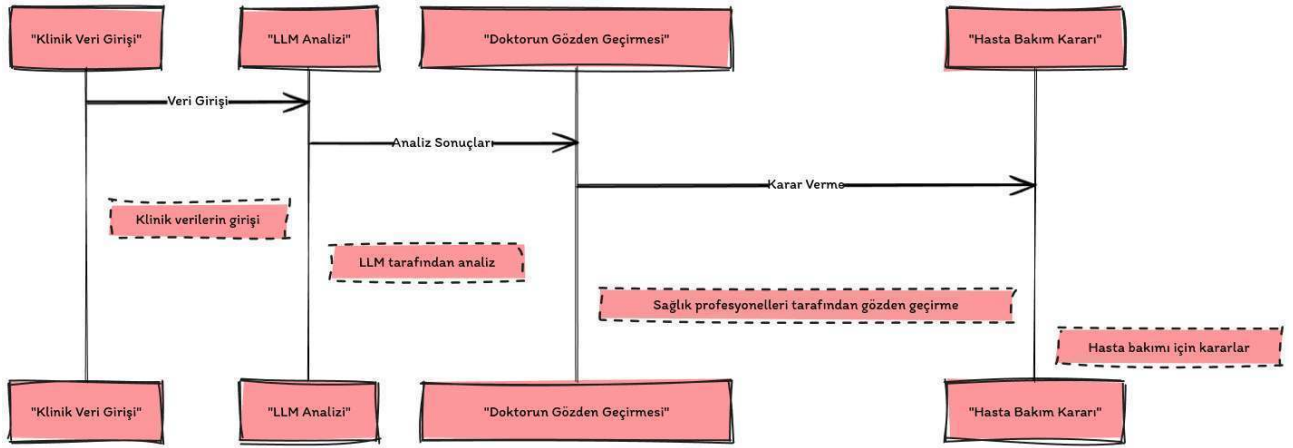 "Klinik Veri Girişi"
"LLM Analizi"
"Doktorun Gözden Geçirmesi"
"Hasta Bakım Kararı"
Veri Girişi
Analiz Sonuçları
Karar Verme
Klinik verilerin girişi
LLM tarafından analiz
Sağlık profesyonelleri tarafından gözden geçirme
Hasta bakımı için kararlar
"Klinik Veri Girişi"
"LLM Analizi"
"Doktorun Gözden Geçirmesi"
"Hasta Bakım Kararı"